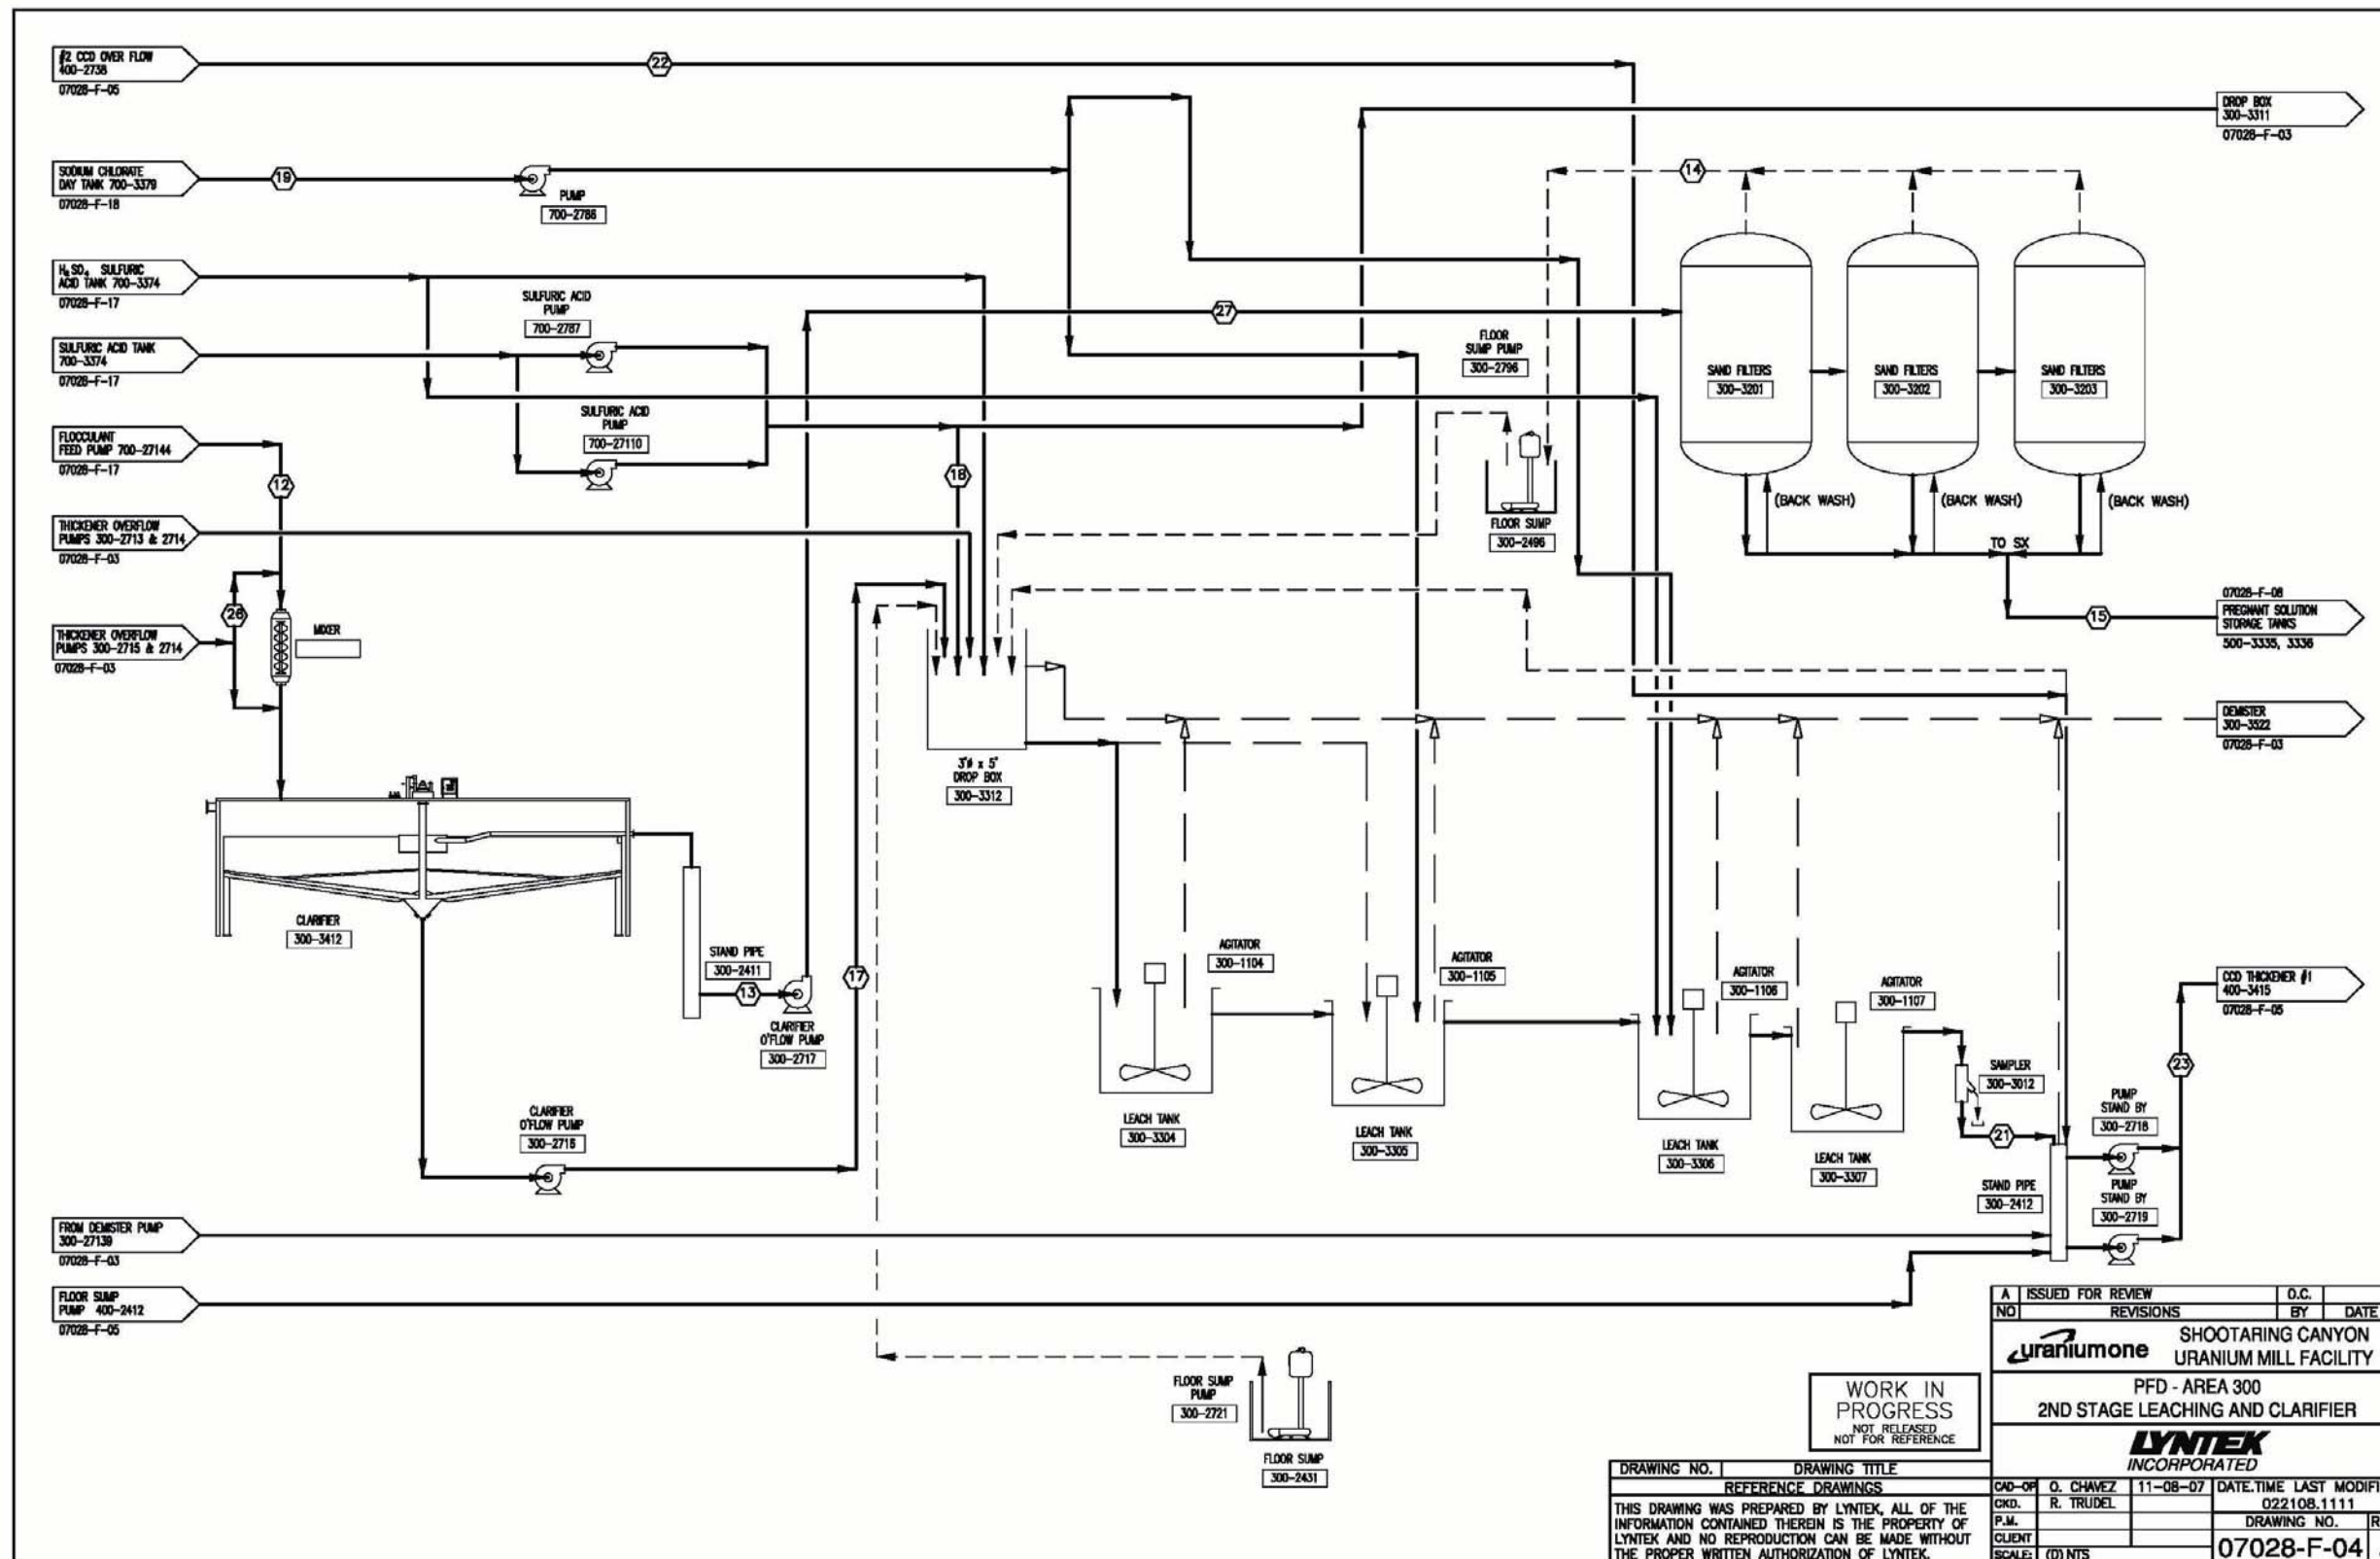 #2 CCD OVER FLOW
400-2738
07028-F-05
22
DROP BOX
300-3311
07028-F-03
SODIUM CHLORATE
DAY TANK 700-3379
07028-F-18
19
PUMP
700-2786
14
H2SO4 SULFURIC
ACID TANK 700-3374
07028-F-17
SULFURIC ACID
PUMP
700-2787
27
SULFURIC ACID TANK
700-3374
07028-F-17
FLOOR
SUMP PUMP
300-2796
SAND FILTERS
300-3201
SAND FILTERS
300-3202
SAND FILTERS
300-3203
SULFURIC ACID
PUMP
700-27110
FLOCCULANT
FEED PUMP 700-27144
07028-F-17
12
18
(BACK WASH)
(BACK WASH)
(BACK WASH)
THICKENER OVERFLOW
PUMPS 300-2713 & 2714
07028-F-03
FLOOR SUMP
300-2496
TO SX
26
THICKENER OVERFLOW
PUMPS 300-2715 & 2714
07028-F-03
MIXER
07028-F-08
PREGNANT SOLUTION
STORAGE TANKS
500-3335, 3336
15
DEMISTER
300-3522
07028-F-03
3'ø x 5'
DROP BOX
300-3312
CLARIFIER
300-3412
STAND PIPE
300-2411
13
17
CLARIFIER
O'FLOW PUMP
300-2717
AGITATOR
300-1104
AGITATOR
300-1105
AGITATOR
300-1106
AGITATOR
300-1107
CCD THICKENER #1
400-3415
07028-F-05
23
SAMPLER
300-3012
21
CLARIFIER
O'FLOW PUMP
300-2716
LEACH TANK
300-3304
LEACH TANK
300-3305
LEACH TANK
300-3306
LEACH TANK
300-3307
PUMP
STAND BY
300-2718
STAND PIPE
300-2412
PUMP
STAND BY
300-2719
FROM DEMISTER PUMP
300-27139
07028-F-03
FLOOR SUMP
PUMP 400-2412
07028-F-05
FLOOR SUMP
PUMP
300-2721
FLOOR SUMP
300-2431
WORK IN
PROGRESS
NOT RELEASED
NOT FOR REFERENCE
A ISSUED FOR REVIEW O.C.
NO REVISIONS BY DATE
uraniumone
SHOOTARING CANYON
URANIUM MILL FACILITY
PFD - AREA 300
2ND STAGE LEACHING AND CLARIFIER
LYNTEK
INCORPORATED
DRAWING NO. DRAWING TITLE
REFERENCE DRAWINGS
THIS DRAWING WAS PREPARED BY LYNTEK, ALL OF THE
INFORMATION CONTAINED THEREIN IS THE PROPERTY OF
LYNTEK AND NO REPRODUCTION CAN BE MADE WITHOUT
THE PROPER WRITTEN AUTHORIZATION OF LYNTEK.
CAD-OP O. CHAVEZ 11-08-07 DATE.TIME LAST MODIFI
CKD. R. TRUDEL 022108.1111
P.M. DRAWING NO. R
CLIENT
SCALE: (D) NTS
07028-F-04